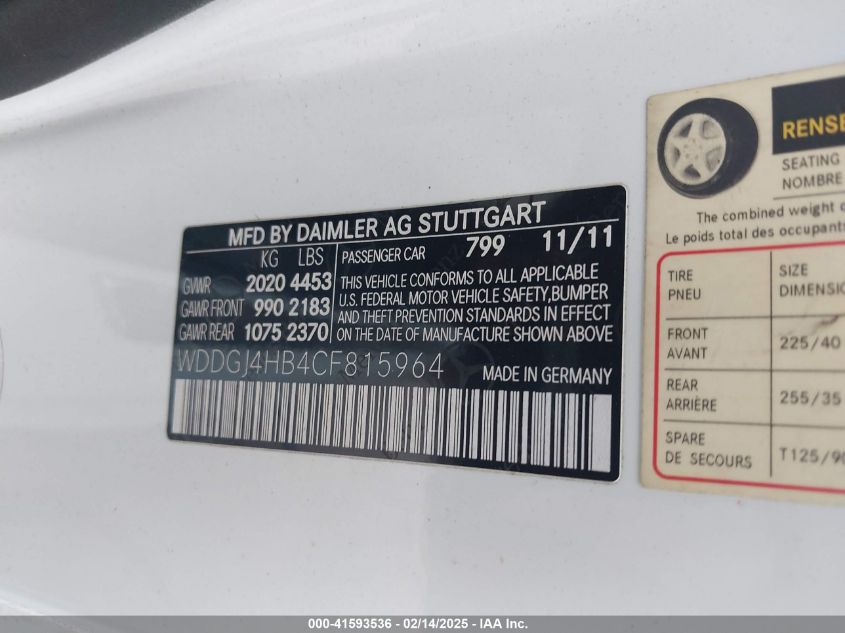 MFD BY DAIMLER AG STUTTGART
KG LBS
GVWR 2020 4453
GAWR FRONT 990 2183
GAWR REAR 1075 2370
PASSENGER CAR 799 11/11
THIS VEHICLE CONFORMS TO ALL APPLICABLE
U.S. FEDERAL MOTOR VEHICLE SAFETY,BUMPER
AND THEFT PREVENTION STANDARDS IN EFFECT
ON THE DATE OF MANUFACTURE SHOWN ABOVE
WDDGJ4HB4CF815964
MADE IN GERMANY
RENSE
SEATING
NOMBRE
The combined weight o
Le poids total des occupants
TIRE
PNEU
SIZE
DIMENSIO
FRONT
AVANT
225/40
REAR
ARRIÈRE
255/35
SPARE
DE SECOURS
T125/90
000-41593536 - 02/14/2025 - IAA Inc.